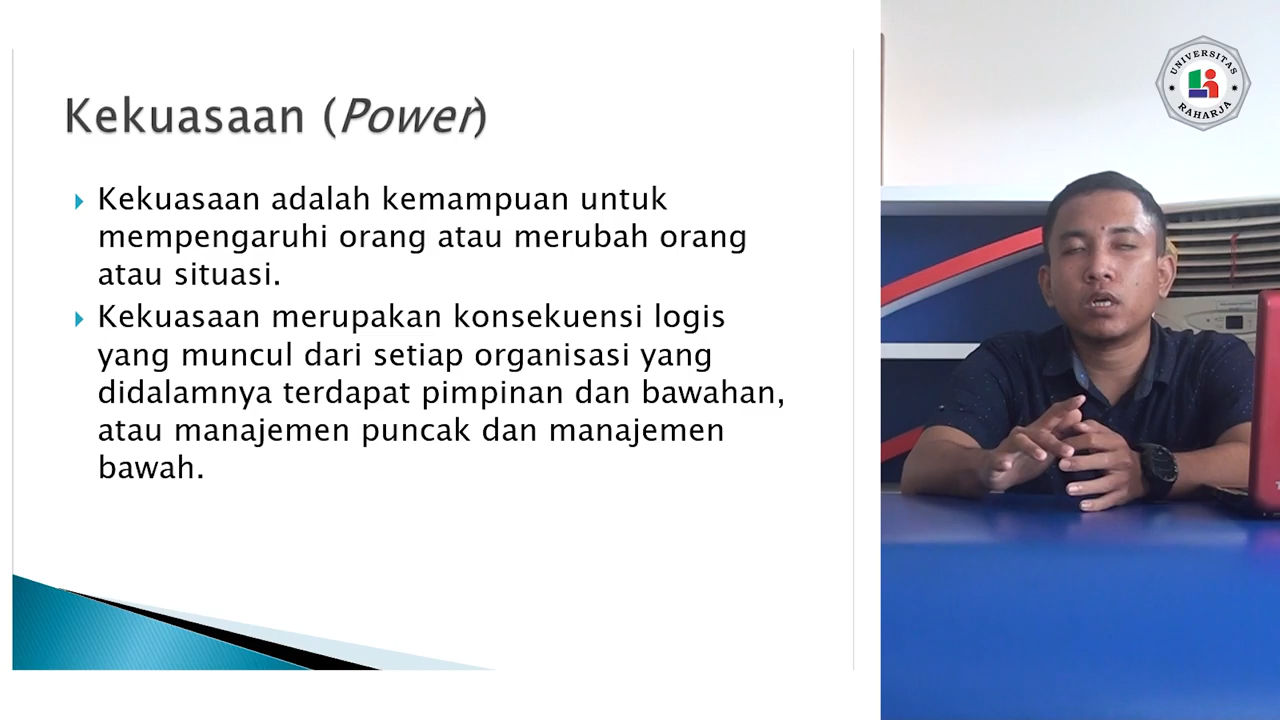 Kekuasaan (Power)
Kekuasaan adalah kemampuan untuk
mempengaruhi orang atau merubah orang
atau situasi.
Kekuasaan merupakan konsekuensi logis
yang muncul dari setiap organisasi yang
didalamnya terdapat pimpinan dan bawahan,
atau manajemen puncak dan manajemen
bawah.
UNIVERSITAS
RAHARJA